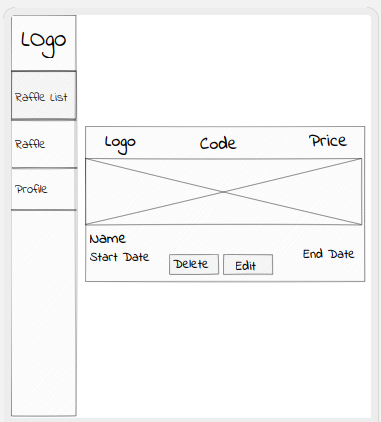 LOgo
Raffle List
Raffle
Profile
Logo Code Price
Name
Start Date Delete Edit End Date